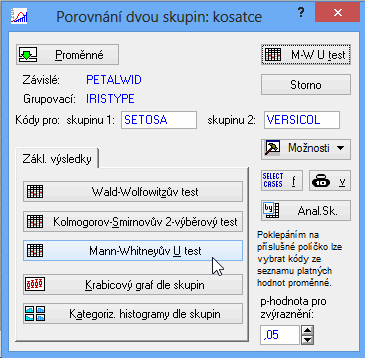 Porovnání dvou skupin: kosatce
? ×
Proměnné
M-W U test
Závislé: PETALWID
Grupovací: IRISTYPE
Storno
Kódy pro: skupinu 1: SETOSA skupinu 2: VERSICOL
Možnosti
Zákl. výsledky
SELECT CASES f v
Wald-Wolfowitzův test
Kolmogorov-Smirnovův 2-výběrový test
by Anal.Sk.
Mann-Whitneyův U test
Krabicový graf dle skupin
Kategoriz. histogramy dle skupin
Poklepáním na
příslušné políčko lze
vybrat kódy ze
seznamu platných
hodnot proměnné.
p-hodnota pro
zvýraznění:
,05